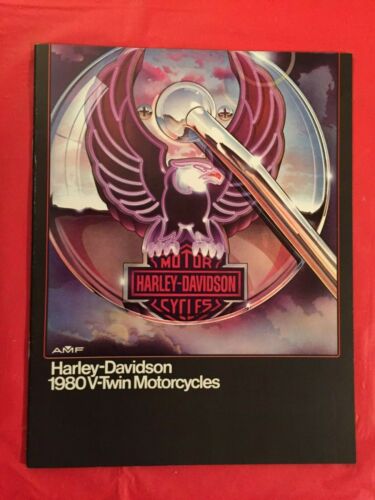 MOTOR
HARLEY-DAVIDSON
CYCLES
AMF
Harley-Davidson
1980 V-Twin Motorcycles